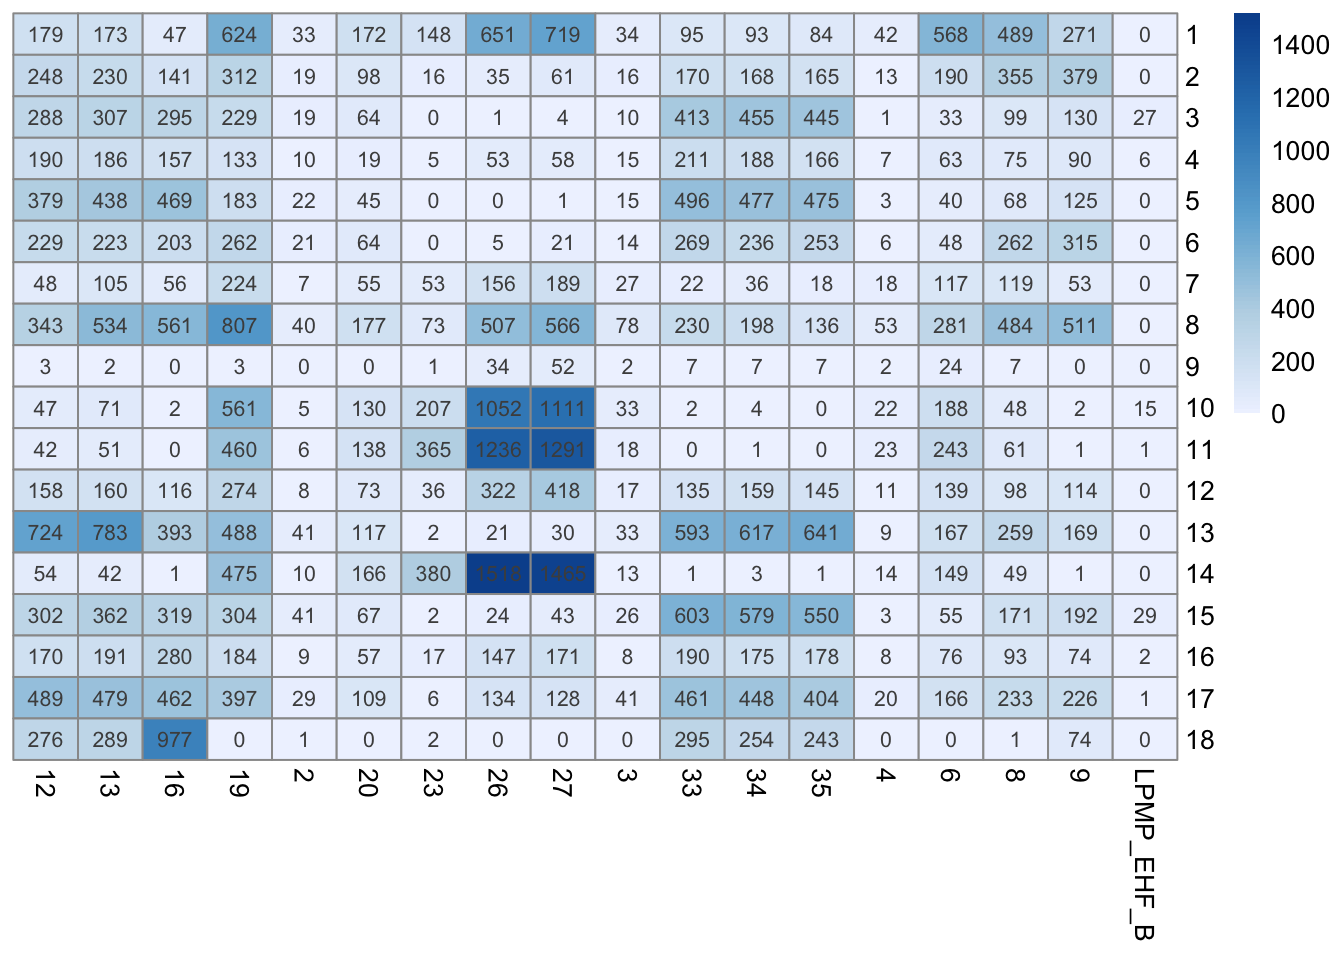 179 173 47 624 33 172 148 651 719 34 95 93 84 42 568 489 271 0 1
248 230 141 312 19 98 16 35 61 16 170 168 165 13 190 355 379 0 2
288 307 295 229 19 64 0 1 4 10 413 455 445 1 33 99 130 27 3
190 186 157 133 10 19 5 53 58 15 211 188 166 7 63 75 90 6 4
379 438 469 183 22 45 0 0 1 15 496 477 475 3 40 68 125 0 5
229 223 203 262 21 64 0 5 21 14 269 236 253 6 48 262 315 0 6
48 105 56 224 7 55 53 156 189 27 22 36 18 18 117 119 53 0 7
343 534 561 807 40 177 73 507 566 78 230 198 136 53 281 484 511 0 8
3 2 0 3 0 0 1 34 52 2 7 7 7 2 24 7 0 0 9
47 71 2 561 5 130 207 1052 1111 33 2 4 0 22 188 48 2 15 10
42 51 0 460 6 138 365 1236 1291 18 0 1 0 23 243 61 1 1 11
158 160 116 274 8 73 36 322 418 17 135 159 145 11 139 98 114 0 12
724 783 393 488 41 117 2 21 30 33 593 617 641 9 167 259 169 0 13
54 42 1 475 10 166 380 1518 13 1 3 1 14 149 49 1 0 14
302 362 319 304 41 67 2 24 43 26 603 579 550 3 55 171 192 29 15
170 191 280 184 9 57 17 147 171 8 190 175 178 8 76 93 74 2 16
489 479 462 397 29 109 6 134 128 41 461 448 404 20 166 233 226 1 17
276 289 977 0 1 0 2 0 0 0 295 254 243 0 0 1 74 0 18
12 13 16 19 2 20 23 26 27 3 33 34 35 4 6 8 9 LPMP_EHF_B
1400
1200
1000
800
600
400
200
0